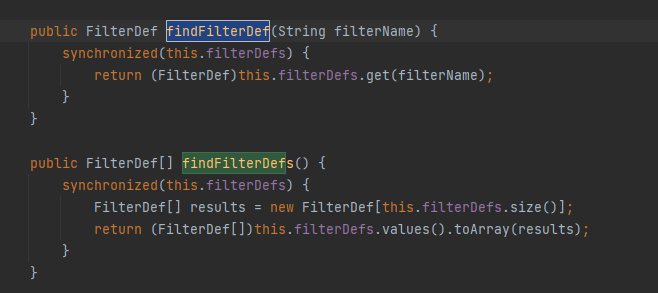 public FilterDef findFilterDef(String filterName) {
synchronized(this.filterDefs) {
return (FilterDef)this.filterDefs.get(filterName);
}
}
public FilterDef[] findFilterDefs() {
synchronized(this.filterDefs) {
FilterDef[] results = new FilterDef[this.filterDefs.size()];
return (FilterDef[])this.filterDefs.values().toArray(results);
}
}